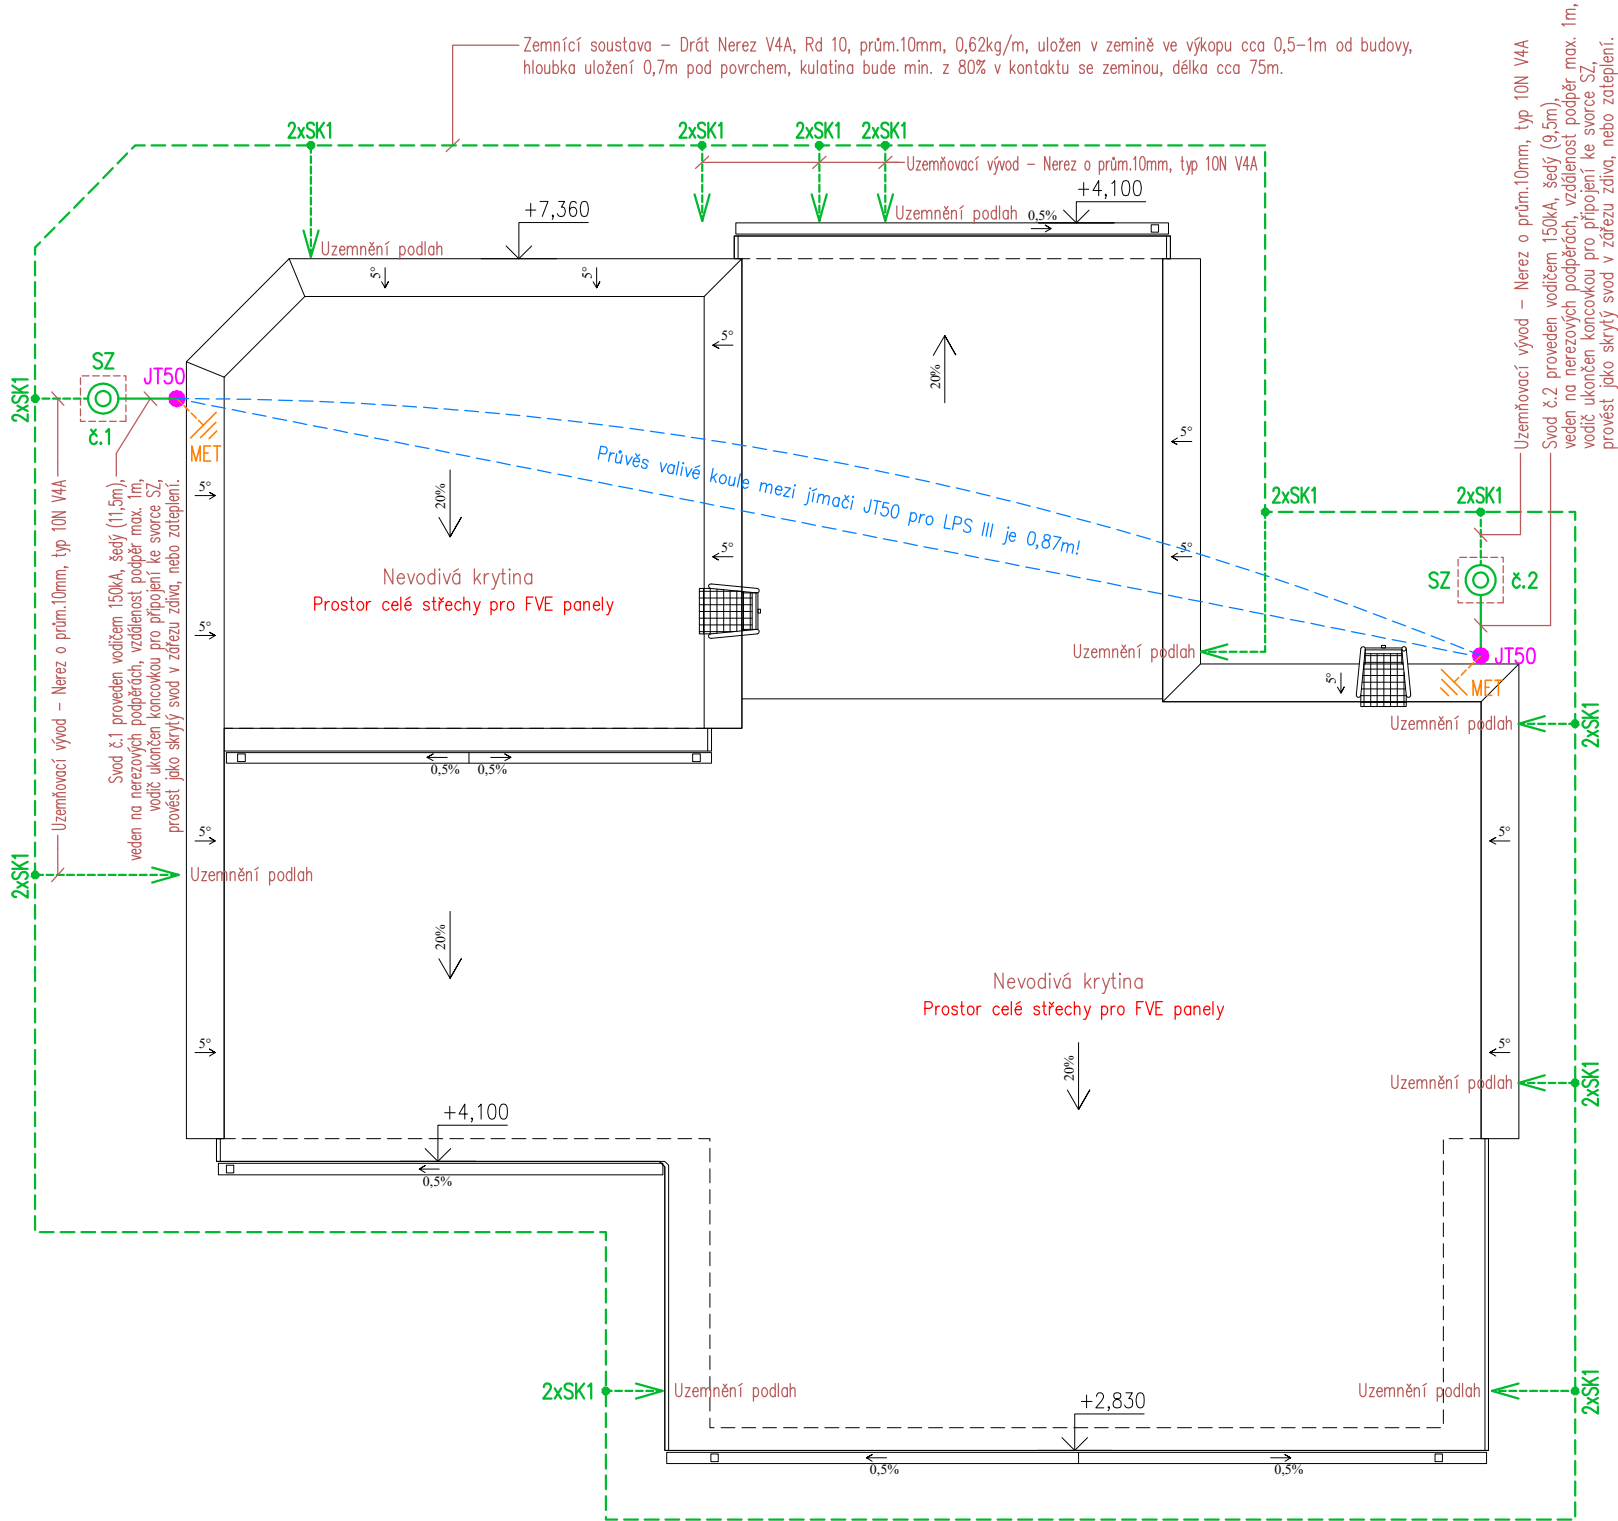 Zemnící soustava – Drát Nerez V4A, Rd 10, prům.10mm, 0,62kg/m, uložen v zemině ve výkopu cca 0,5–1m od budovy,
hloubka uložení 0,7m pod povrchem, kulatina bude min. z 80% v kontaktu se zeminou, délka cca 75m.
2xSK1
2xSK1
2xSK1
2xSK1
Uzemňovací vývod – Nerez o prům.10mm, typ 10N V4A
+7,360
+4,100
Uzemnění podlah
Uzemnění podlah
0,5%
5°
5°
5°
20%
SZ
JT50
2xSK1
č.1
MET
5°
5°
20%
Průvěs valivé koule mezi jímači JT50 pro LPS III je 0,87m!
5°
5°
Nevodivá krytina
Prostor celé střechy pro FVE panely
5°
Uzemňovací vývod – Nerez o prům.10mm, typ 10N V4A
Svod č.1 proveden vodičem 150kA, šedý (11,5m),
veden na nerezových podpěrách, vzdálenost podpěr max. 1m,
vodič ukončen koncovkou pro připojení ke svorce SZ,
provést jako skrytý svod v zářezu zdiva, nebo zateplení.
Uzemňovací vývod – Nerez o prům.10mm, typ 10N V4A
Svod č.2 proveden vodičem 150kA, šedý (9,5m),
veden na nerezových podpěrách, vzdálenost podpěr max. 1m,
vodič ukončen koncovkou pro připojení ke svorce SZ,
provést jako skrytý svod v zářezu zdiva, nebo zateplení.
2xSK1
2xSK1
SZ
č.2
Uzemnění podlah
JT50
MET
5°
Uzemnění podlah
2xSK1
0,5%
0,5%
5°
5°
2xSK1
Uzemnění podlah
20%
Nevodivá krytina
Prostor celé střechy pro FVE panely
20%
5°
5°
Uzemnění podlah
2xSK1
+4,100
0,5%
2xSK1
Uzemnění podlah
Uzemnění podlah
2xSK1
+2,830
0,5%
0,5%